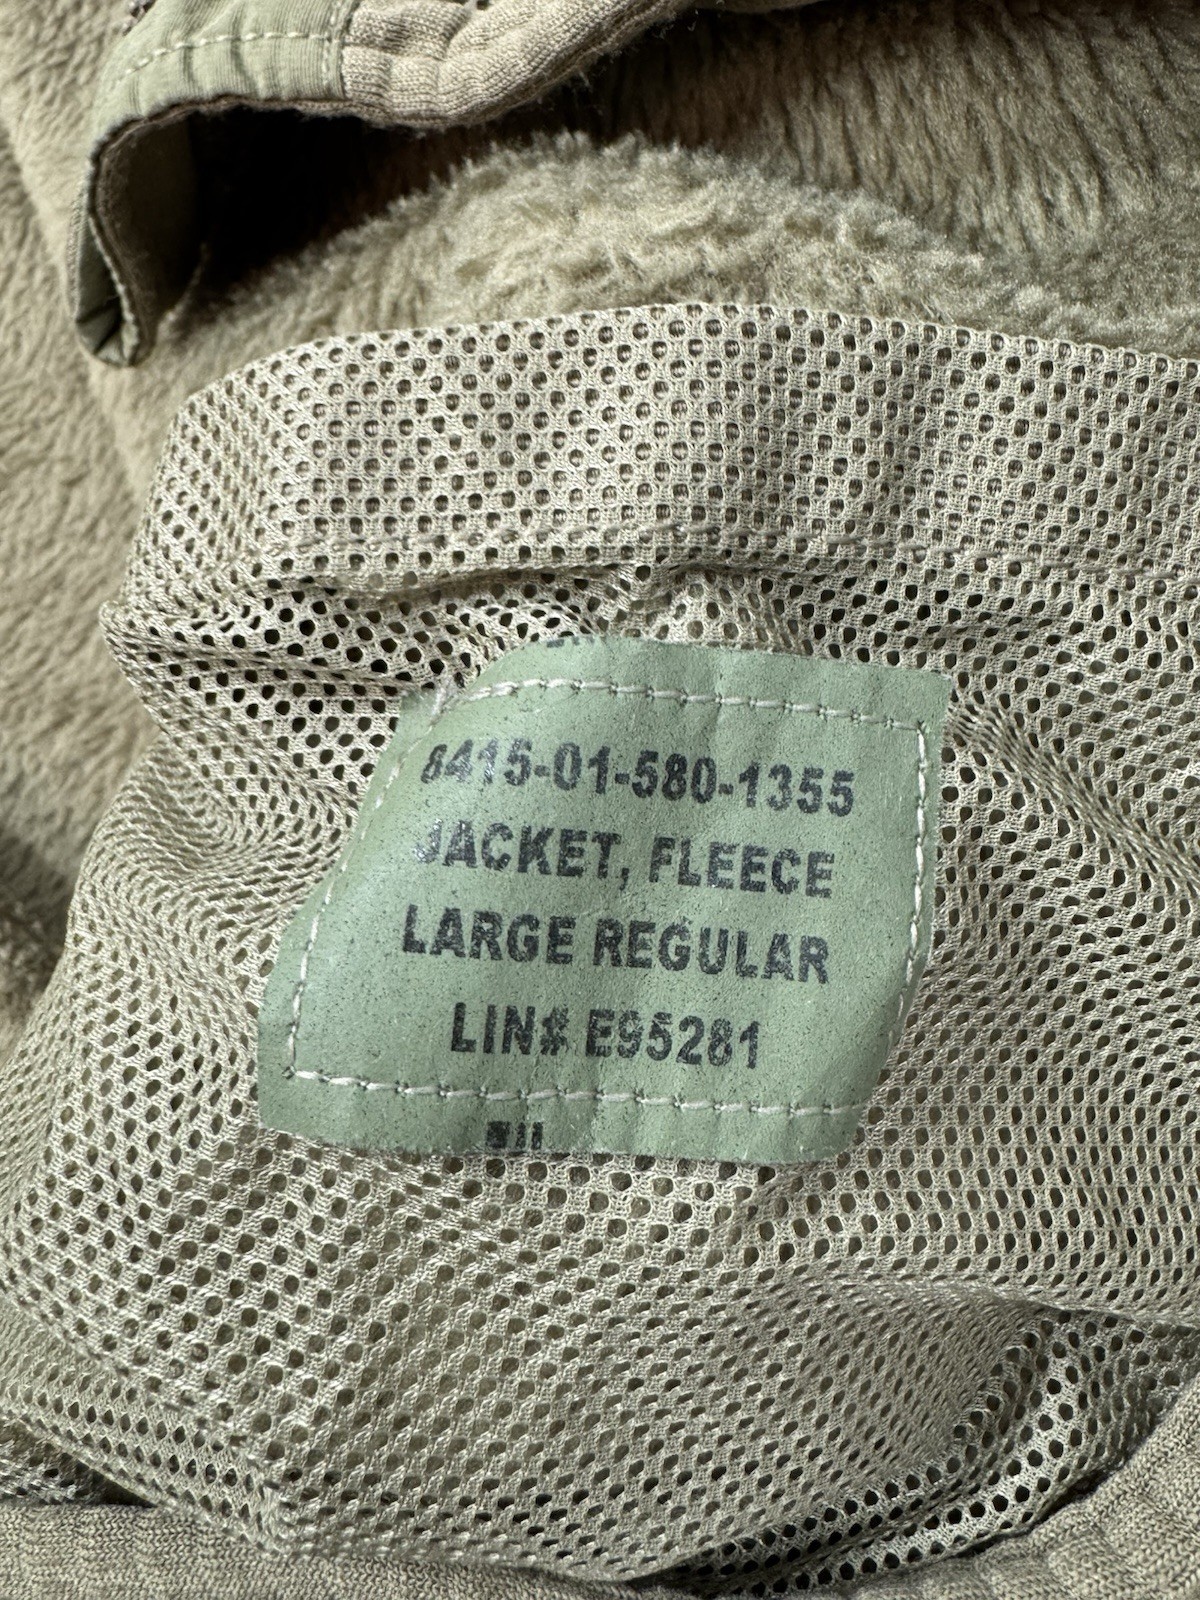 8415-01-580-1355
JACKET, FLEECE
LARGE REGULAR
LIN# E95281